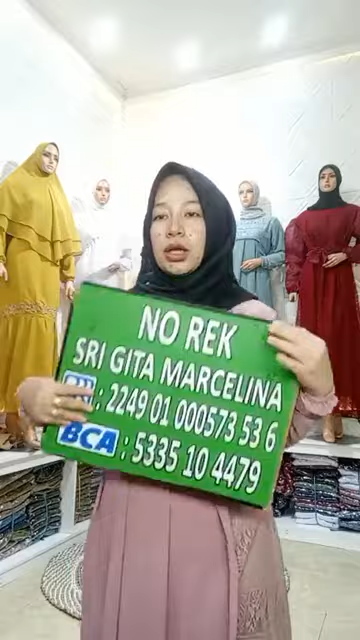 NO REK
SRI GITA MARCELINA
: 2249 01 000573 53 6
BCA : 5335 10 4479